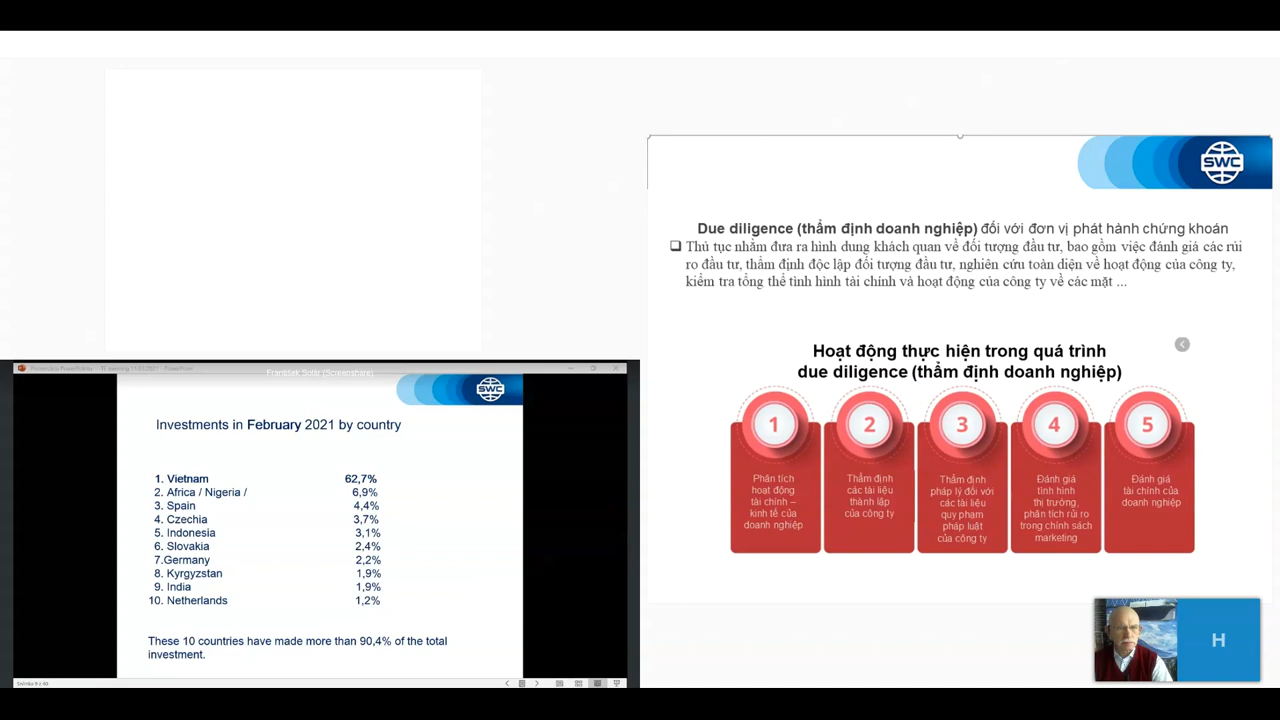 František Solár (Screenshare)
SWC
Investments in February 2021 by country
1. Vietnam 62,7%
2. Africa / Nigeria / 6,9%
3. Spain 4,4%
4. Czechia 3,7%
5. Indonesia 3,1%
6. Slovakia 2,4%
7.Germany 2,2%
8. Kyrgyzstan 1,9%
9. India 1,9%
10. Netherlands 1,2%
These 10 countries have made more than 90,4% of the total
investment.
SWC
Due diligence (thẩm định doanh nghiệp) đối với đơn vị phát hành chứng khoán
Thủ tục nhằm đưa ra hình dung khách quan về đối tượng đầu tư, bao gồm việc đánh giá các rủi
ro đầu tư, thẩm định độc lập đối tượng đầu tư, nghiên cứu toàn diện về hoạt động của công ty,
kiểm tra tổng thể tình hình tài chính và hoạt động của công ty về các mặt ...
Hoạt động thực hiện trong quá trình
due diligence (thẩm định doanh nghiệp)
1
Phân tích
hoạt động
tài chính –
kinh tế của
doanh nghiệp
2
Thẩm định
các tài liệu
thành lập
của công ty
3
Thẩm định
pháp lý đối với
các tài liệu
quy phạm
pháp luật
của công ty
4
Đánh giá
tình hình
thị trường,
phân tích rủi ro
trong chính sách
marketing
5
Đánh giá
tài chính của
doanh nghiệp
H